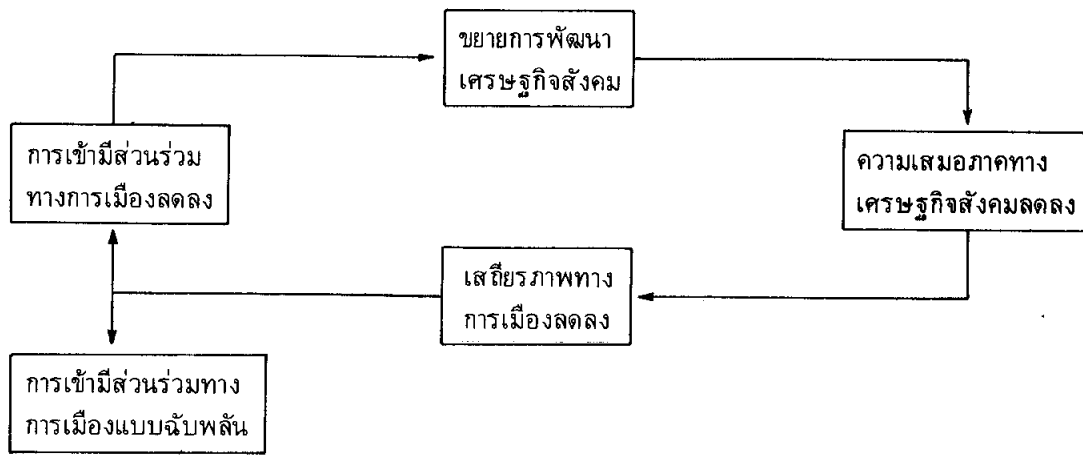 ขยายการพัฒนา
เศรษฐกิจสังคม
การเข้ามีส่วนร่วม
ทางการเมืองลดลง
ความเสมอภาคทาง
เศรษฐกิจสังคมลดลง
เสถียรภาพทาง
การเมืองลดลง
การเข้ามีส่วนร่วมทาง
การเมืองแบบฉับพลัน